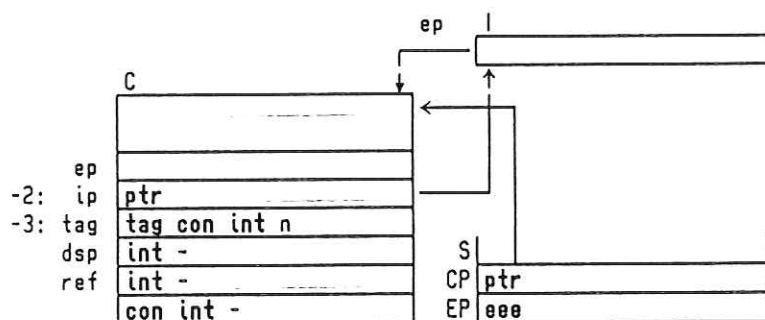 ep I
C
ep
-2: ip ptr
-3: tag tag con int n
dsp int -
S
ref int - CP ptr
con int - EP eee